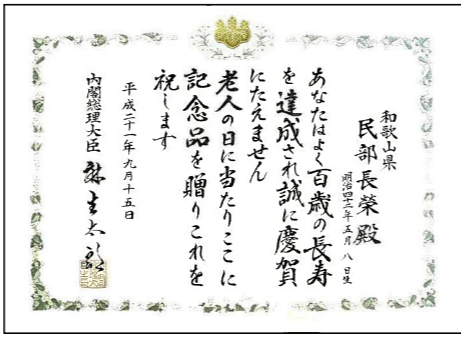 和歌山県
民部長榮殿
明治四十三年五月八日生
あなたはよく百歳の長寿
を達成され誠に慶賀
にたえません
老人の日に当たりここに
記念品を贈りこれを
祝します
平成二十一年九月十五日
内閣総理大臣 麻生太郎